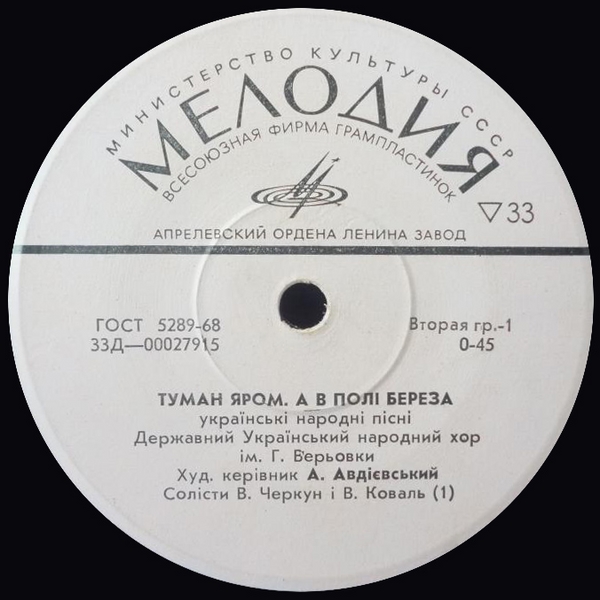 МИНИСТЕРСТВО КУЛЬТУРЫ СССР
МЕЛОДИЯ
ВСЕСОЮЗНАЯ ФИРМА ГРАМПЛАСТИНОК
▽33
АПРЕЛЕВСКИЙ ОРДЕНА ЛЕНИНА ЗАВОД
ГОСТ 5289-68 Вторая гр.-1
33Д—00027915 0-45
ТУМАН ЯРОМ. А В ПОЛІ БЕРЕЗА
українські народні пісні
Державний Український народний хор
ім. Г. Вєрьовки
Худ. керівник А. Авдієвський
Солісти В. Черкун і В. Коваль (1)